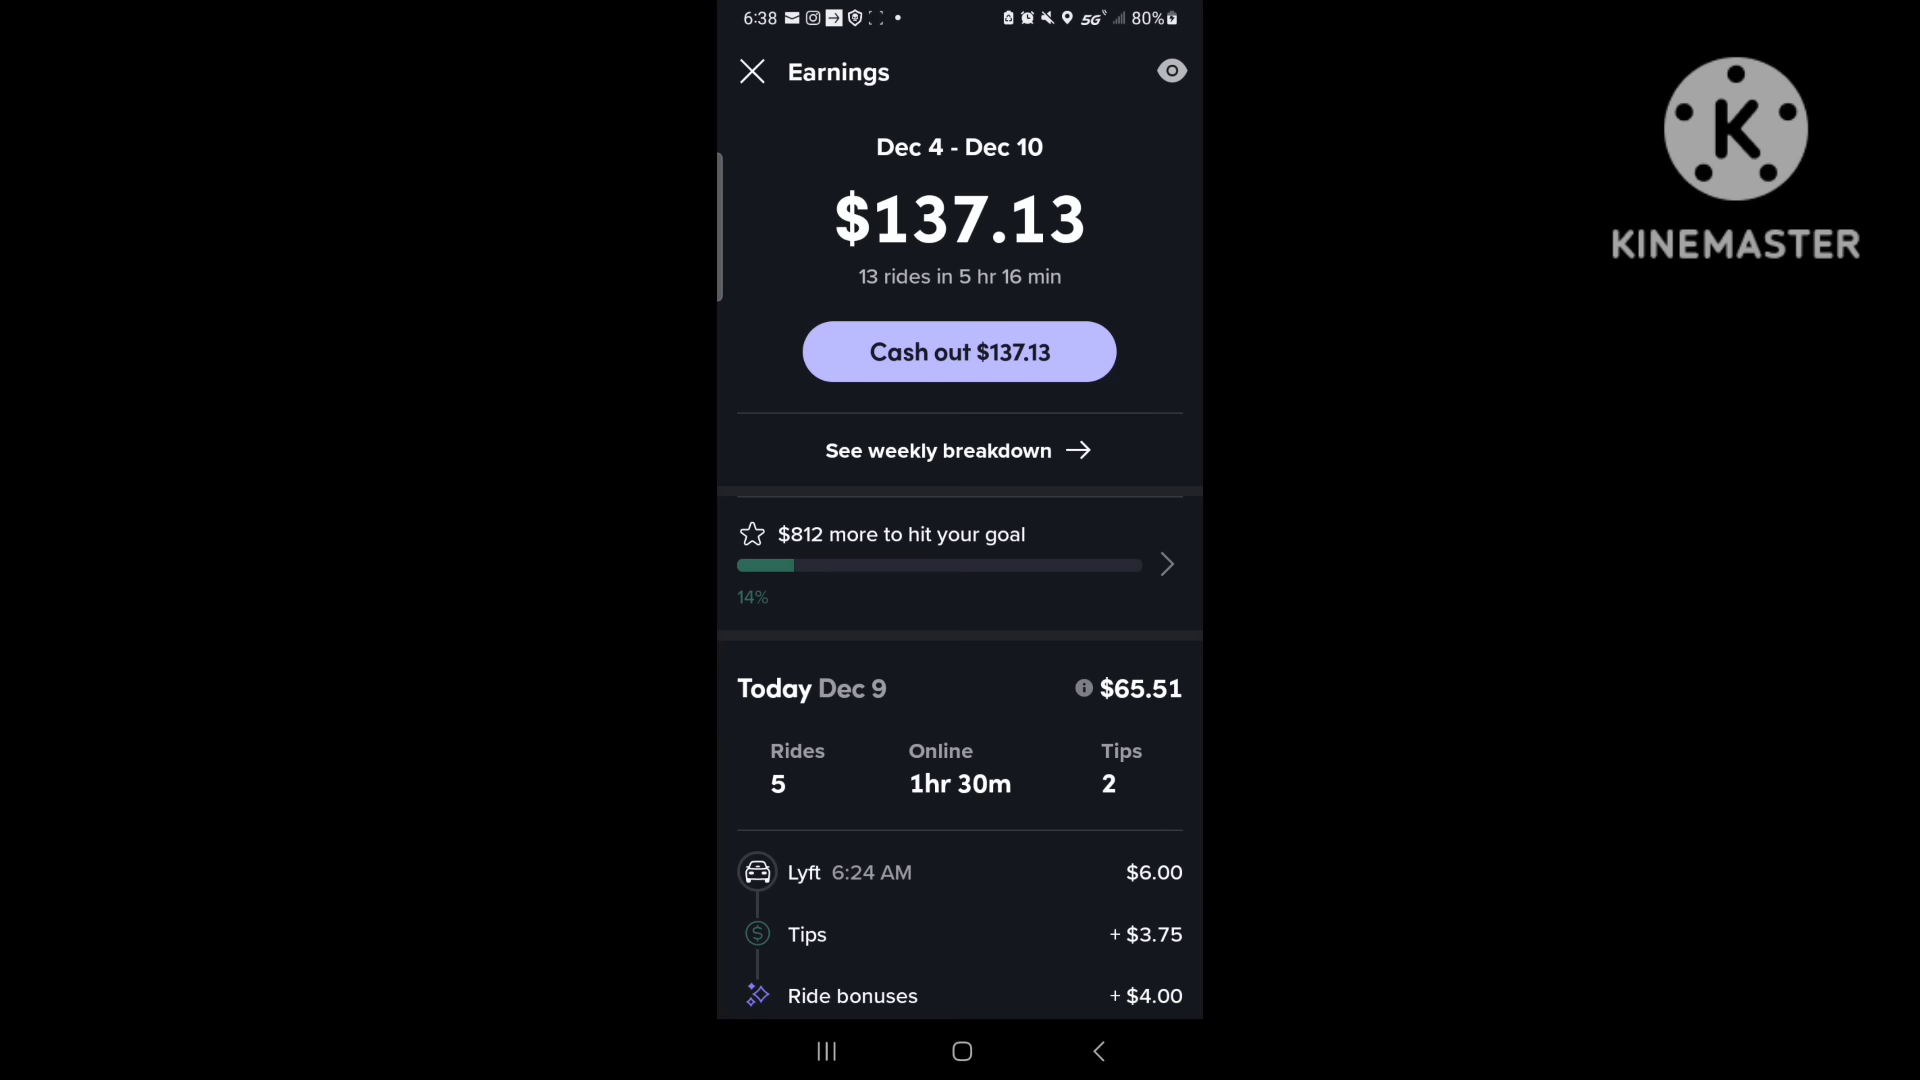 6:38
5G 80%
Earnings
Dec 4 - Dec 10
$137.13
13 rides in 5 hr 16 min
Cash out $137.13
See weekly breakdown
$812 more to hit your goal
14%
Today Dec 9 $65.51
Rides Online Tips
5 1hr 30m 2
Lyft 6:24 AM $6.00
Tips + $3.75
Ride bonuses + $4.00
K
KINEMASTER